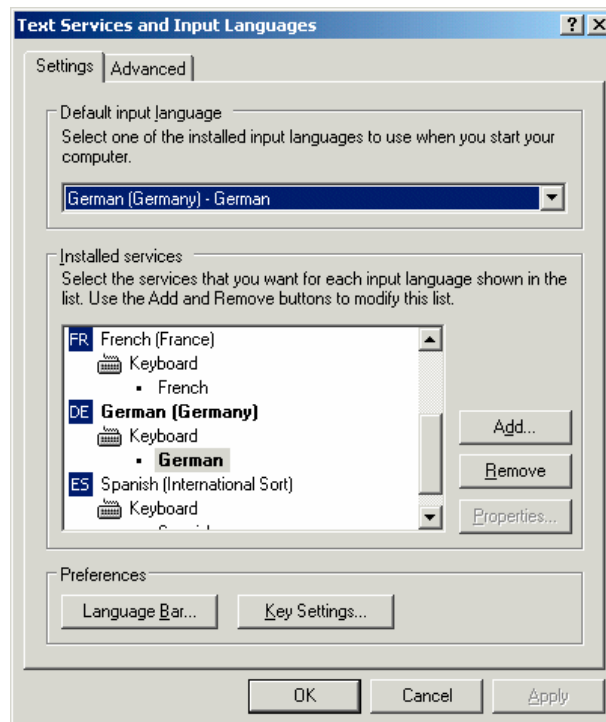 Text Services and Input Languages
Settings
Advanced
Default input language
Select one of the installed input languages to use when you start your
computer.
German (Germany) - German
Installed services
Select the services that you want for each input language shown in the
list. Use the Add and Remove buttons to modify this list.
FR French (France)
Keyboard
• French
DE German (Germany)
Keyboard
• German
ES Spanish (International Sort)
Keyboard
Add...
Remove
Properties...
Preferences
Language Bar...
Key Settings...
OK
Cancel
Apply